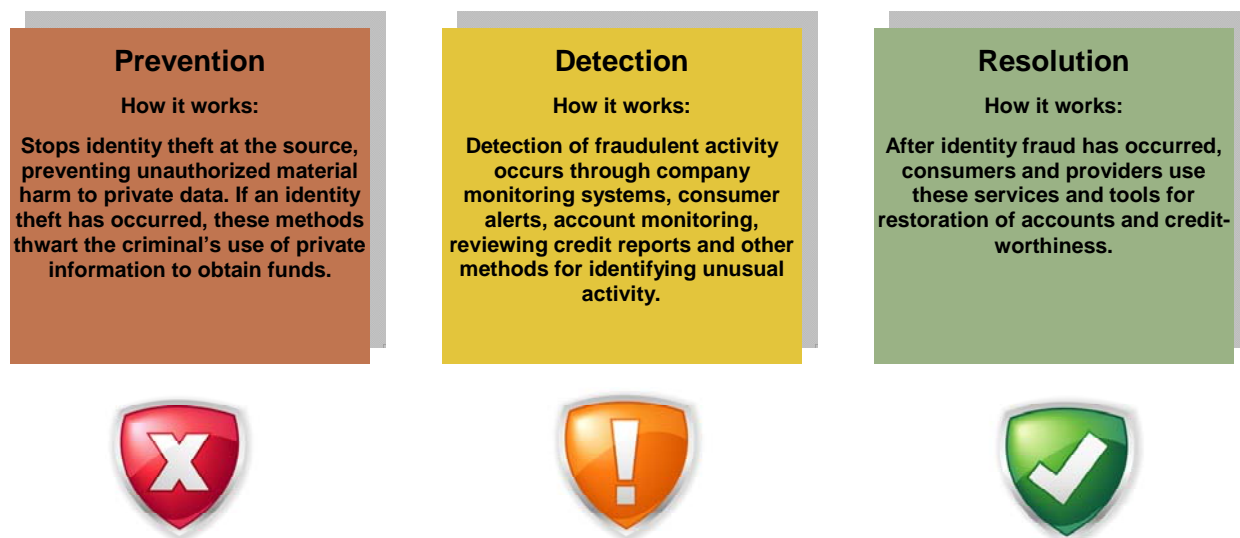 Prevention
How it works:
Stops identity theft at the source,
preventing unauthorized material
harm to private data. If an identity
theft has occurred, these methods
thwart the criminal’s use of private
information to obtain funds.
Detection
How it works:
Detection of fraudulent activity
occurs through company
monitoring systems, consumer
alerts, account monitoring,
reviewing credit reports and other
methods for identifying unusual
activity.
Resolution
How it works:
After identity fraud has occurred,
consumers and providers use
these services and tools for
restoration of accounts and credit-
worthiness.